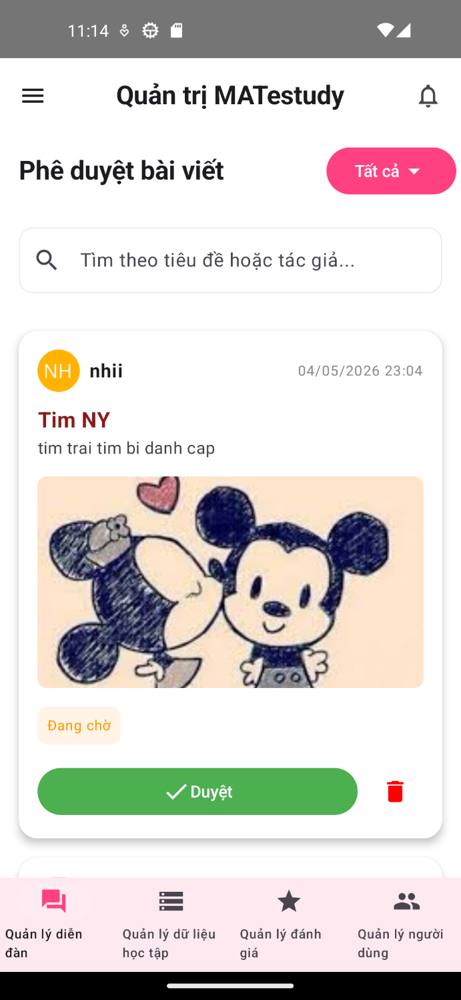 11:14
Quản trị MATestudy
Phê duyệt bài viết
Tất cả
Tìm theo tiêu đề hoặc tác giả...
NH
nhii
04/05/2026 23:04
Tim NY
tim trai tim bi danh cap
Đang chờ
Duyệt
Quản lý diễn
đàn
Quản lý dữ liệu
học tập
Quản lý đánh
giá
Quản lý người
dùng